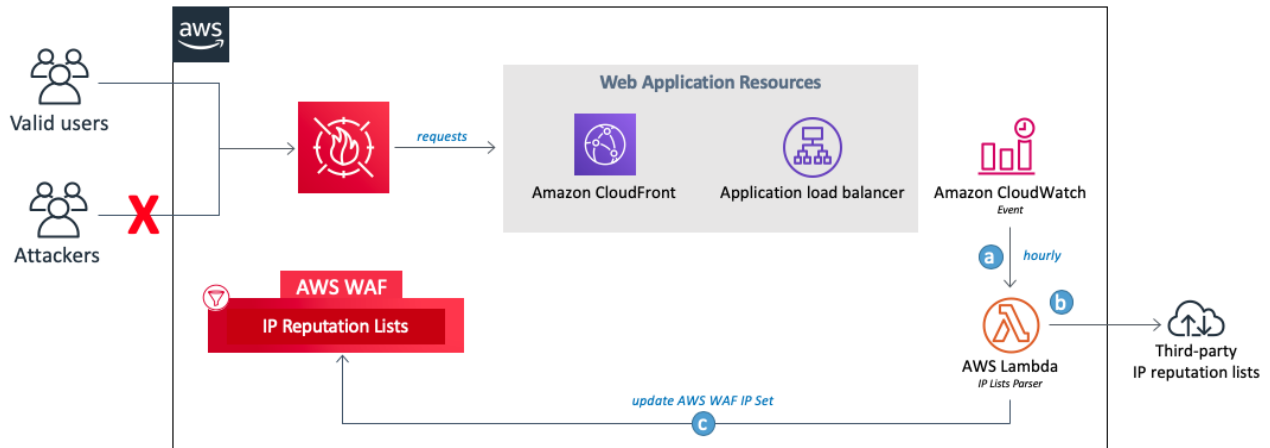 aws
Valid users
Attackers
X
requests
Web Application Resources
Amazon CloudFront
Application load balancer
Amazon CloudWatch
Event
a
hourly
AWS WAF
IP Reputation Lists
b
AWS Lambda
IP Lists Parser
Third-party
IP reputation lists
update AWS WAF IP Set
c